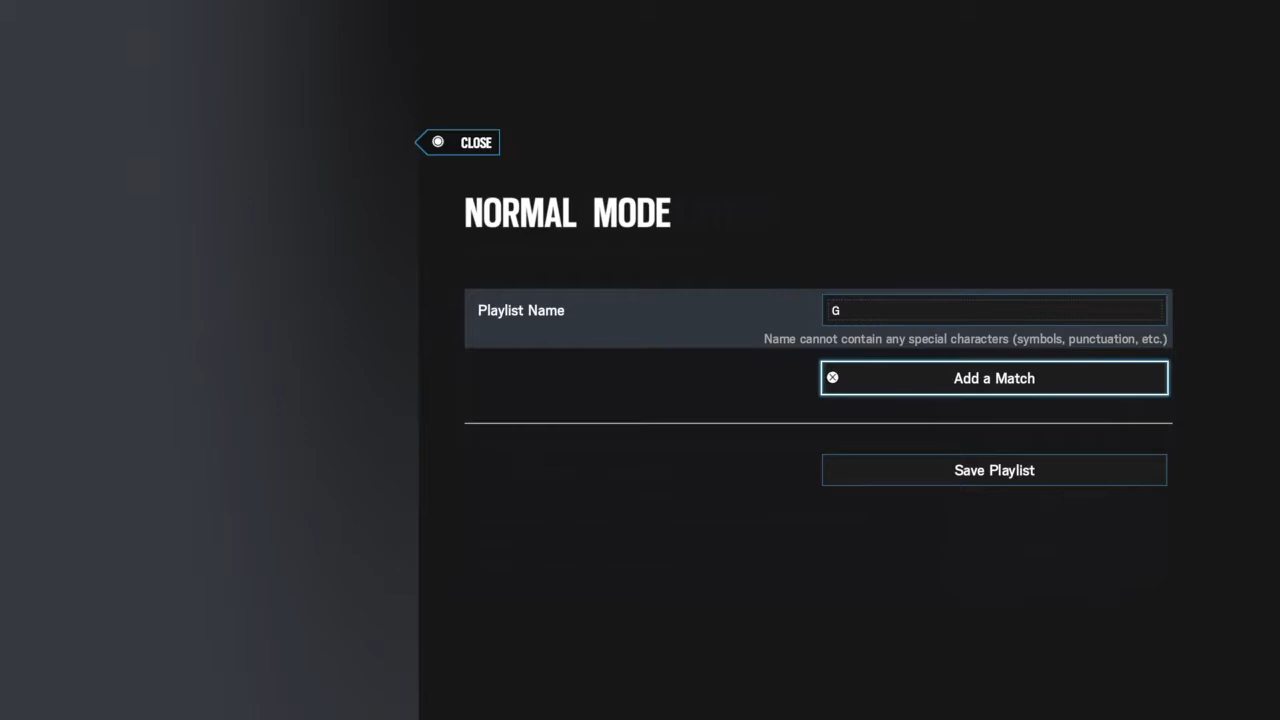 CLOSE
NORMAL MODE
Playlist Name
G
Name cannot contain any special characters (symbols, punctuation, etc.)
Add a Match
Save Playlist